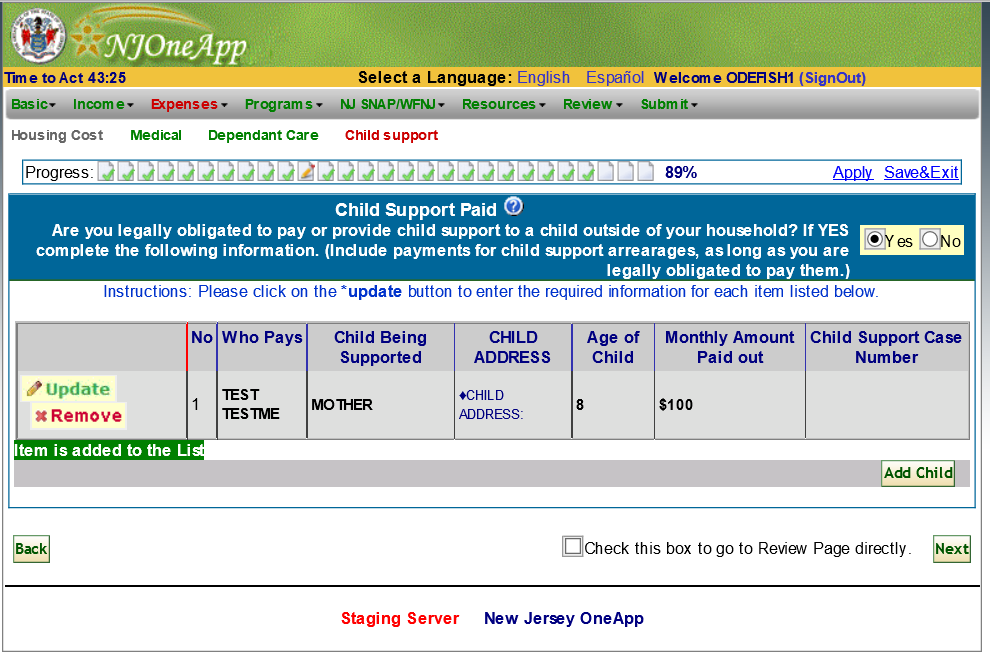 NJOneApp
Time to Act 43:25 Select a Language: English Español Welcome ODEFISH1 (SignOut)
Basic Income Expenses Programs NJ SNAP/WFNJ Resources Review Submit
Housing Cost Medical Dependant Care Child support
Progress: 89% Apply Save&Exit
Child Support Paid ?
Are you legally obligated to pay or provide child support to a child outside of your household? If YES
complete the following information. (Include payments for child support arrearages, as long as you are
legally obligated to pay them.)
Yes No
Instructions: Please click on the *update button to enter the required information for each item listed below.
No Who Pays Child Being Supported CHILD ADDRESS Age of Child Monthly Amount Paid out Child Support Case Number
Update
Remove
1 TEST TESTME MOTHER ♦CHILD ADDRESS: 8 $100
Item is added to the List
Add Child
Back Check this box to go to Review Page directly. Next
Staging Server New Jersey OneApp